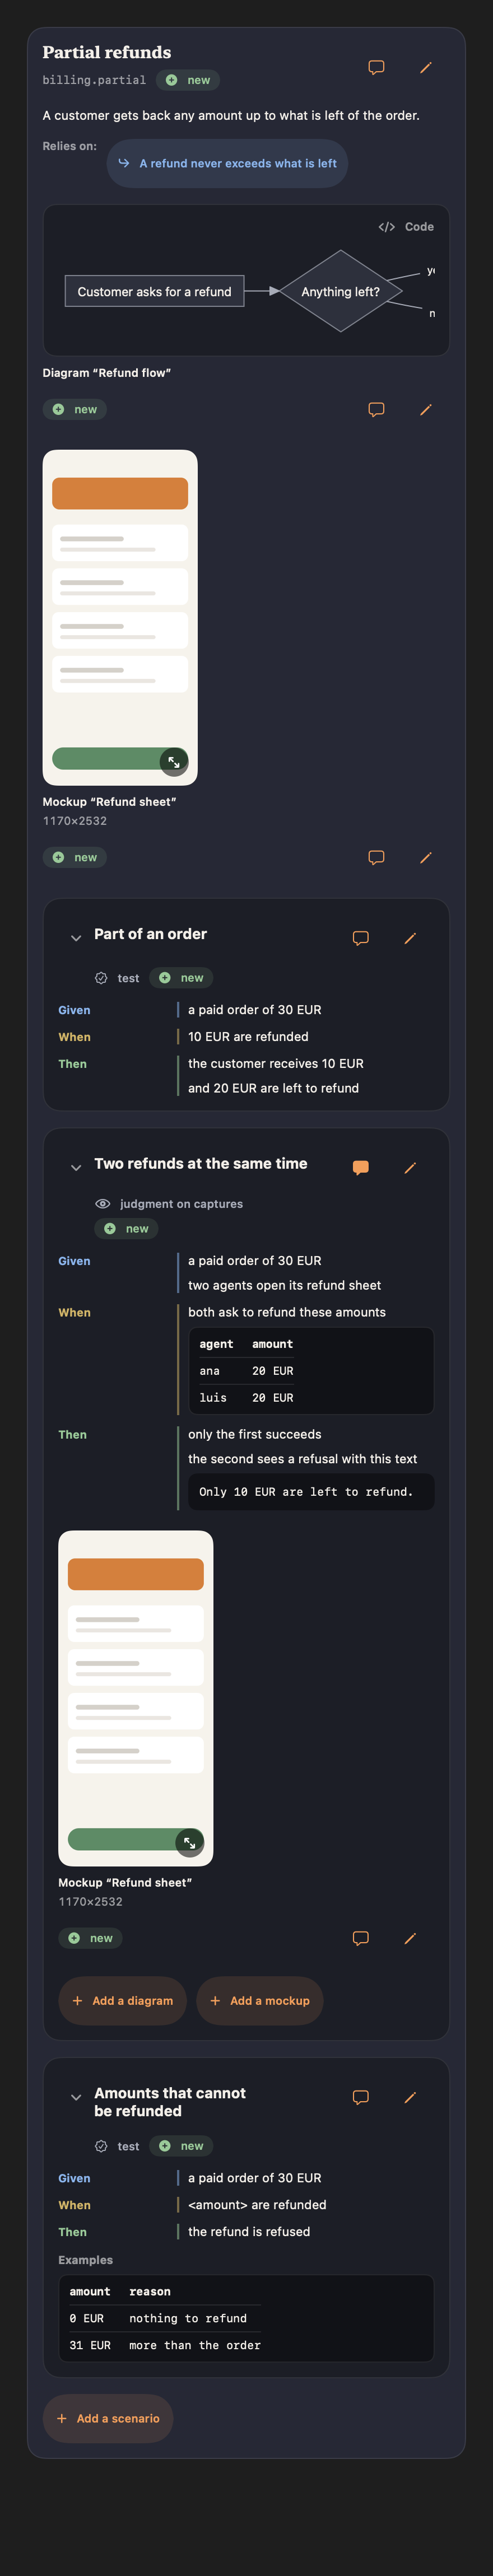 Partial refunds
billing.partial new
A customer gets back any amount up to what is left of the order.
Relies on: A refund never exceeds what is left
</> Code
Customer asks for a refund
Anything left?
Diagram “Refund flow”
new
Mockup “Refund sheet”
1170×2532
new
Part of an order
test new
Given a paid order of 30 EUR
When 10 EUR are refunded
Then the customer receives 10 EUR
and 20 EUR are left to refund
Two refunds at the same time
judgment on captures
new
Given a paid order of 30 EUR
two agents open its refund sheet
When both ask to refund these amounts
agent amount
ana 20 EUR
luis 20 EUR
Then only the first succeeds
the second sees a refusal with this text
Only 10 EUR are left to refund.
Mockup “Refund sheet”
1170×2532
new
+ Add a diagram + Add a mockup
Amounts that cannot
be refunded
test new
Given a paid order of 30 EUR
When <amount> are refunded
Then the refund is refused
Examples
amount reason
0 EUR nothing to refund
31 EUR more than the order
+ Add a scenario